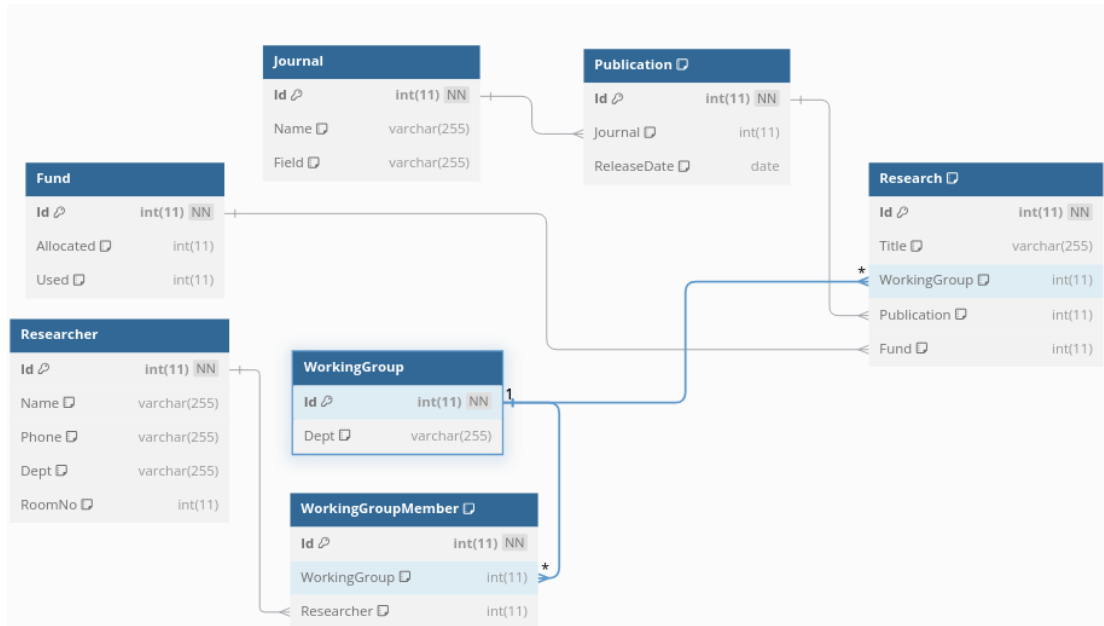 Journal
Id int(11) NN
Name varchar(255)
Field varchar(255)
Publication
Id int(11) NN
Journal int(11)
ReleaseDate date
Fund
Id int(11) NN
Allocated int(11)
Used int(11)
Research
Id int(11) NN
Title varchar(255)
* WorkingGroup int(11)
Publication int(11)
Fund int(11)
Researcher
Id int(11) NN
Name varchar(255)
Phone varchar(255)
Dept varchar(255)
RoomNo int(11)
WorkingGroup
Id int(11) NN 1
Dept varchar(255)
WorkingGroupMember
Id int(11) NN
WorkingGroup int(11) *
Researcher int(11)